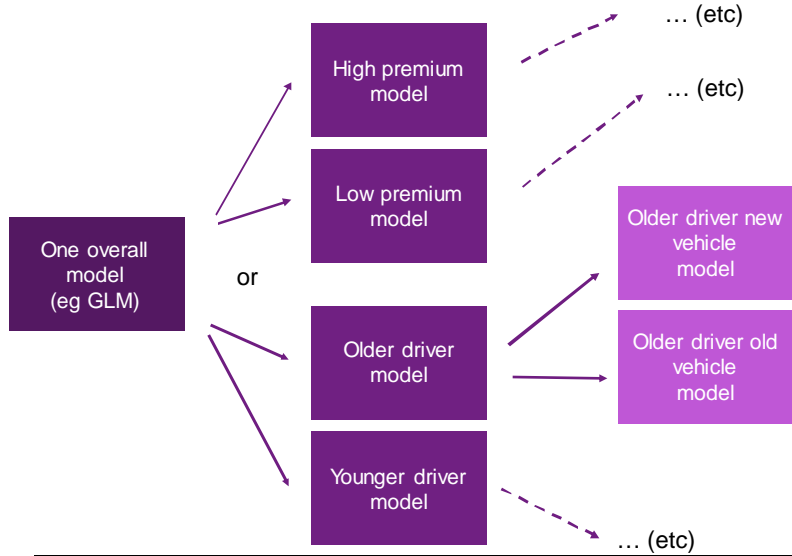 … (etc)
High premium
model
… (etc)
Low premium
model
One overall
model
(eg GLM)
or
Older driver new
vehicle
model
Older driver
model
Older driver old
vehicle
model
Younger driver
model
… (etc)